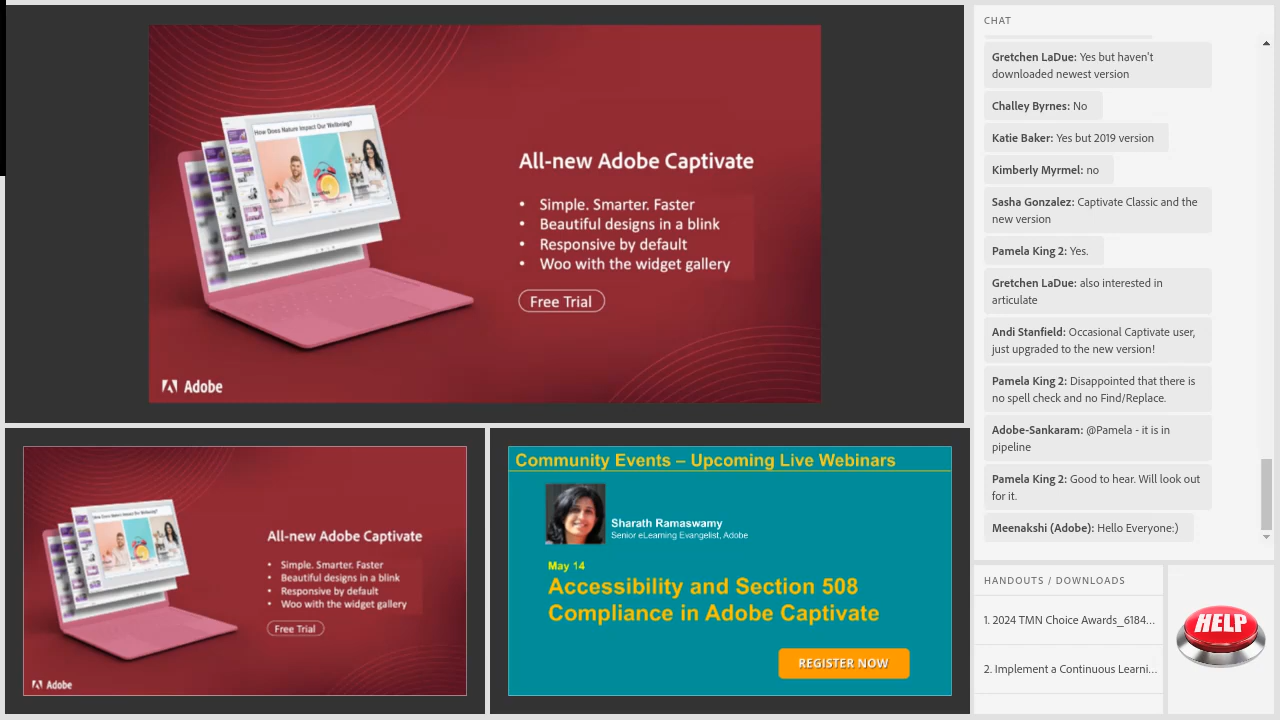 How Does Nature Impact Our Wellbeing?
All-new Adobe Captivate
• Simple. Smarter. Faster
• Beautiful designs in a blink
• Responsive by default
• Woo with the widget gallery
Free Trial
Adobe
All-new Adobe Captivate
• Simple. Smarter. Faster
• Beautiful designs in a blink
• Responsive by default
• Woo with the widget gallery
Free Trial
Adobe
Community Events – Upcoming Live Webinars
Sharath Ramaswamy
Senior eLearning Evangelist, Adobe
May 14
Accessibility and Section 508
Compliance in Adobe Captivate
REGISTER NOW
CHAT
Gretchen LaDue: Yes but haven't
downloaded newest version
Challey Byrnes: No
Katie Baker: Yes but 2019 version
Kimberly Myrmel: no
Sasha Gonzalez: Captivate Classic and the
new version
Pamela King 2: Yes.
Gretchen LaDue: also interested in
articulate
Andi Stanfield: Occasional Captivate user,
just upgraded to the new version!
Pamela King 2: Disappointed that there is
no spell check and no Find/Replace.
Adobe-Sankaram: @Pamela - it is in
pipeline
Pamela King 2: Good to hear. Will look out
for it.
Meenakshi (Adobe): Hello everyone:)
HANDOUTS DOWNLOADS
1. 2024 TMN Choice Awards_618r...
2. Implement a Continuous Learni...
HELP